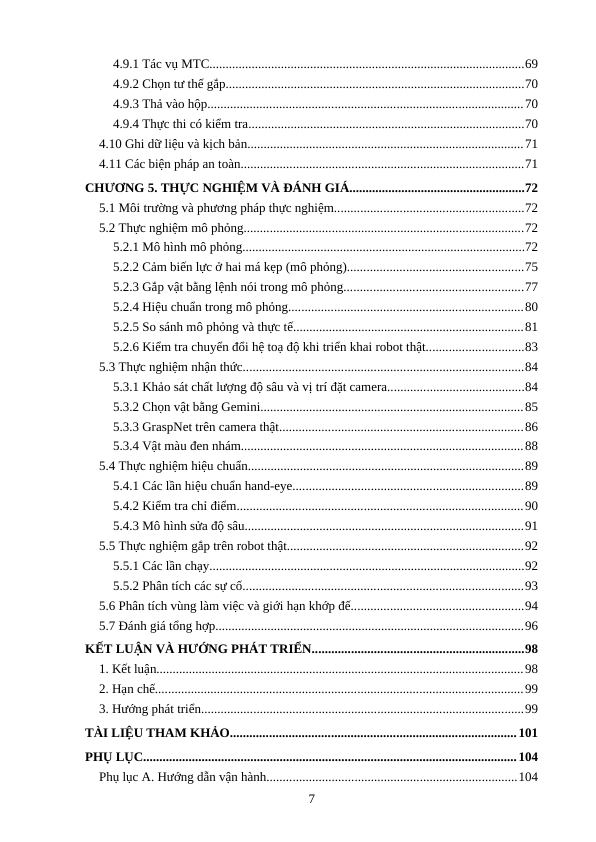 4.9.1 Tác vụ MTC.................................................................................................69
4.9.2 Chọn tư thế gắp............................................................................................70
4.9.3 Thả vào hộp.................................................................................................70
4.9.4 Thực thi có kiểm tra.....................................................................................70
4.10 Ghi dữ liệu và kịch bản.....................................................................................71
4.11 Các biện pháp an toàn.......................................................................................71
CHƯƠNG 5. THỰC NGHIỆM VÀ ĐÁNH GIÁ......................................................72
5.1 Môi trường và phương pháp thực nghiệm..........................................................72
5.2 Thực nghiệm mô phỏng......................................................................................72
5.2.1 Mô hình mô phỏng.......................................................................................72
5.2.2 Cảm biến lực ở hai má kẹp (mô phỏng)......................................................75
5.2.3 Gắp vật bằng lệnh nói trong mô phỏng.......................................................77
5.2.4 Hiệu chuẩn trong mô phỏng........................................................................80
5.2.5 So sánh mô phỏng và thực tế.......................................................................81
5.2.6 Kiểm tra chuyển đổi hệ toạ độ khi triển khai robot thật..............................83
5.3 Thực nghiệm nhận thức......................................................................................84
5.3.1 Khảo sát chất lượng độ sâu và vị trí đặt camera..........................................84
5.3.2 Chọn vật bằng Gemini.................................................................................85
5.3.3 GraspNet trên camera thật...........................................................................86
5.3.4 Vật màu đen nhám.......................................................................................88
5.4 Thực nghiệm hiệu chuẩn.....................................................................................89
5.4.1 Các lần hiệu chuẩn hand-eye.......................................................................89
5.4.2 Kiểm tra chỉ điểm........................................................................................90
5.4.3 Mô hình sửa độ sâu......................................................................................91
5.5 Thực nghiệm gắp trên robot thật.........................................................................92
5.5.1 Các lần chạy.................................................................................................92
5.5.2 Phân tích các sự cố......................................................................................93
5.6 Phân tích vùng làm việc và giới hạn khớp đế.....................................................94
5.7 Đánh giá tổng hợp...............................................................................................96
KẾT LUẬN VÀ HƯỚNG PHÁT TRIỂN.................................................................98
1. Kết luận.................................................................................................................98
2. Hạn chế.................................................................................................................99
3. Hướng phát triển...................................................................................................99
TÀI LIỆU THAM KHẢO........................................................................................101
PHỤ LỤC..................................................................................................................104
Phụ lục A. Hướng dẫn vận hành.............................................................................104
7